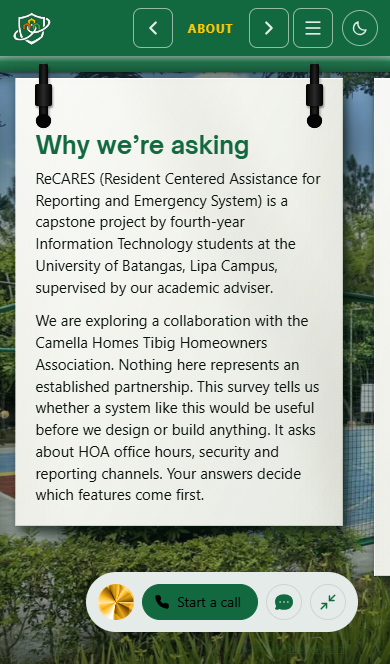 ABOUT
Why we're asking
ReCARES (Resident Centered Assistance for
Reporting and Emergency System) is a
capstone project by fourth-year
Information Technology students at the
University of Batangas, Lipa Campus,
supervised by our academic adviser.
We are exploring a collaboration with the
Camella Homes Tibig Homeowners
Association. Nothing here represents an
established partnership. This survey tells us
whether a system like this would be useful
before we design or build anything. It asks
about HOA office hours, security and
reporting channels. Your answers decide
which features come first.
Start a call